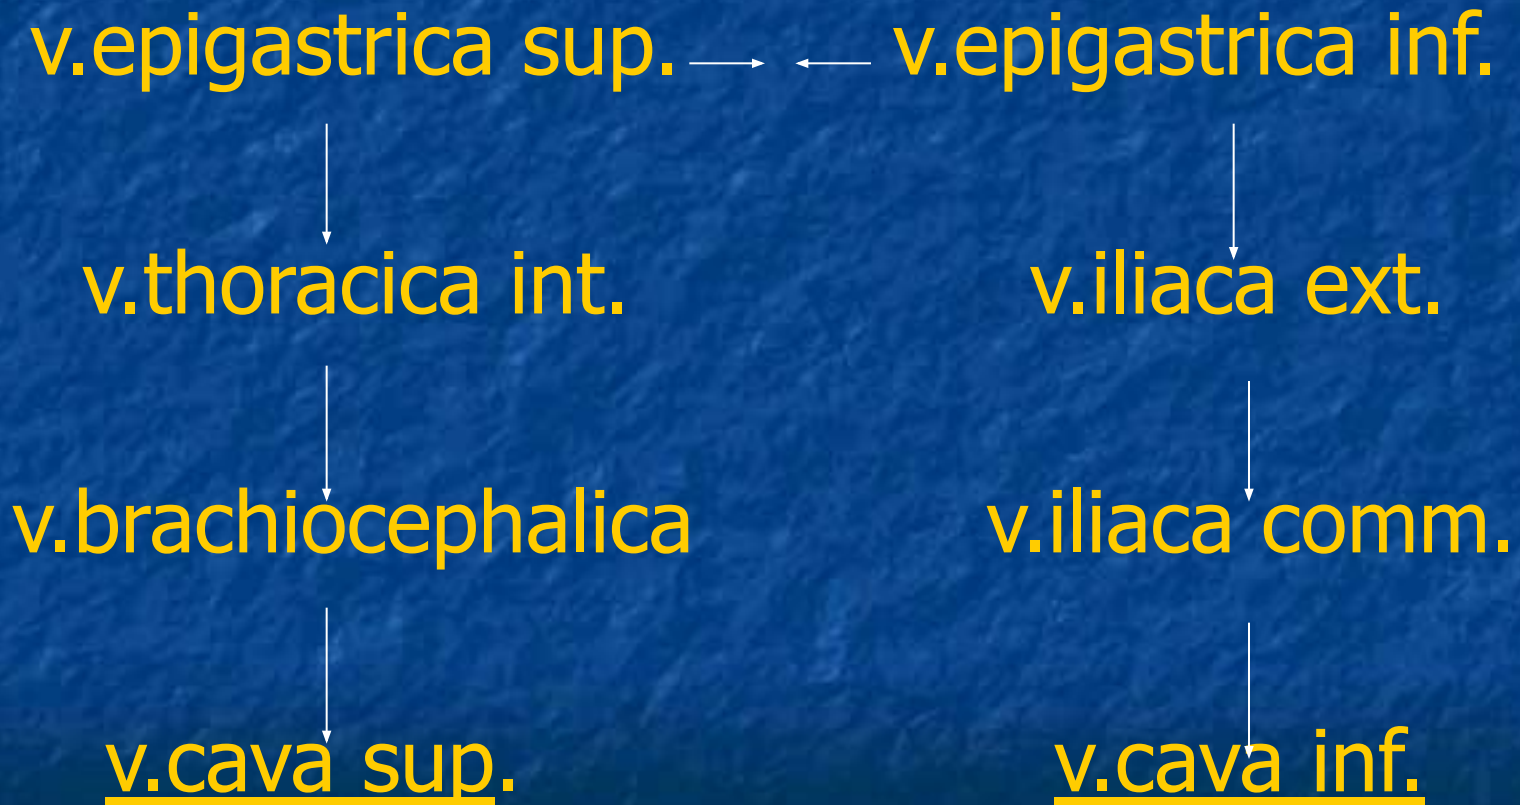 v.epigastrica sup. v.epigastrica inf.
v.thoracica int. v.iliaca ext.
v.brachiocephalica v.iliaca comm.
v.cava sup. v.cava inf.